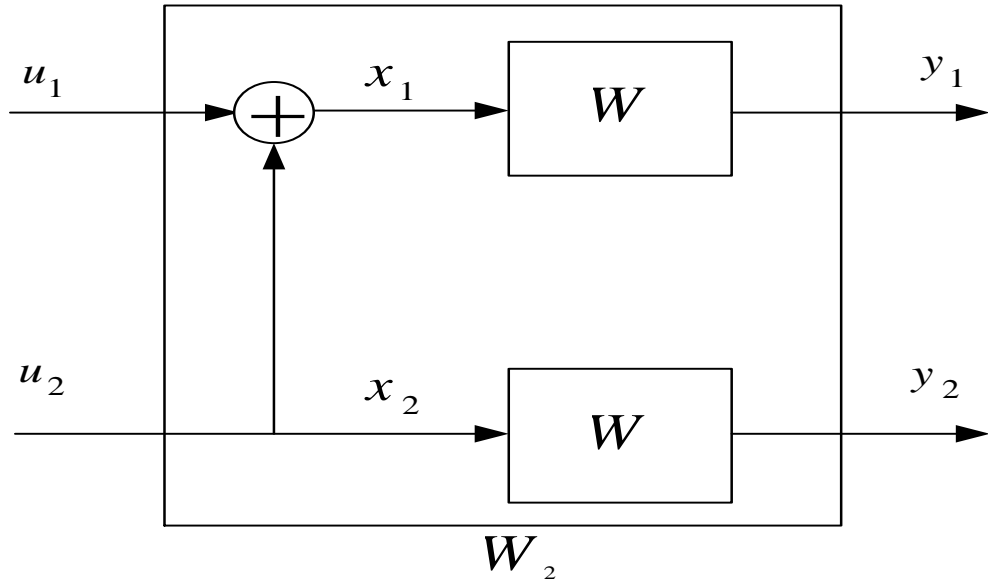 u₁ x₁ W y₁
u₂ x₂ W y₂
W₂